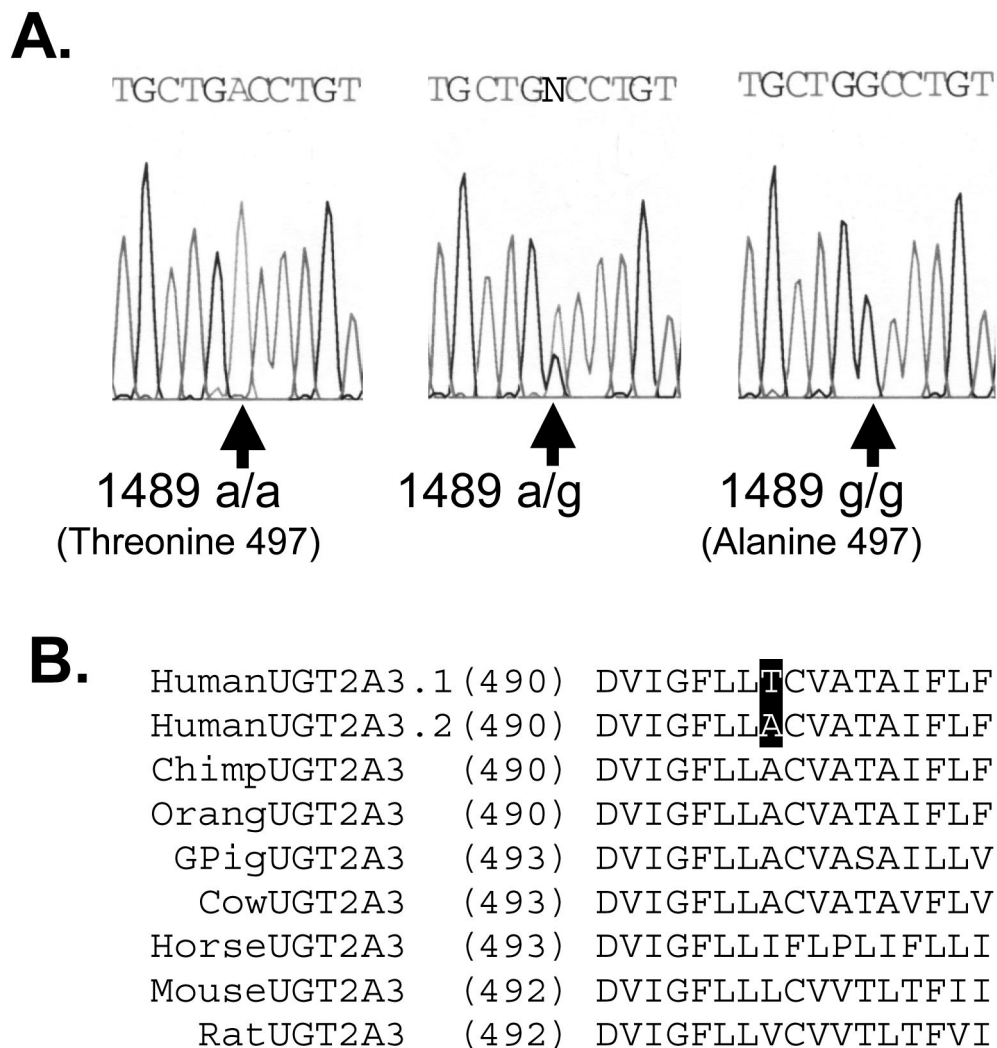 A.
TGCTGACCTGT TGCTGNCCTGT TGCTGGCCTGT
1489 a/a 1489 a/g 1489 g/g
(Threonine 497) (Alanine 497)
B.
HumanUGT2A3.1(490) DVIGFLLTCVATAIFLF
HumanUGT2A3.2(490) DVIGFLLACVATAIFLF
ChimpUGT2A3 (490) DVIGFLLACVATAIFLF
OrangUGT2A3 (490) DVIGFLLACVATAIFLF
GPigUGT2A3 (493) DVIGFLLACVASAILLV
CowUGT2A3 (493) DVIGFLLACVATAVFLV
HorseUGT2A3 (493) DVIGFLLIFLPLIFLLI
MouseUGT2A3 (492) DVIGFLLLCVVTLTFII
RatUGT2A3 (492) DVIGFLLVCVVTLTFVI